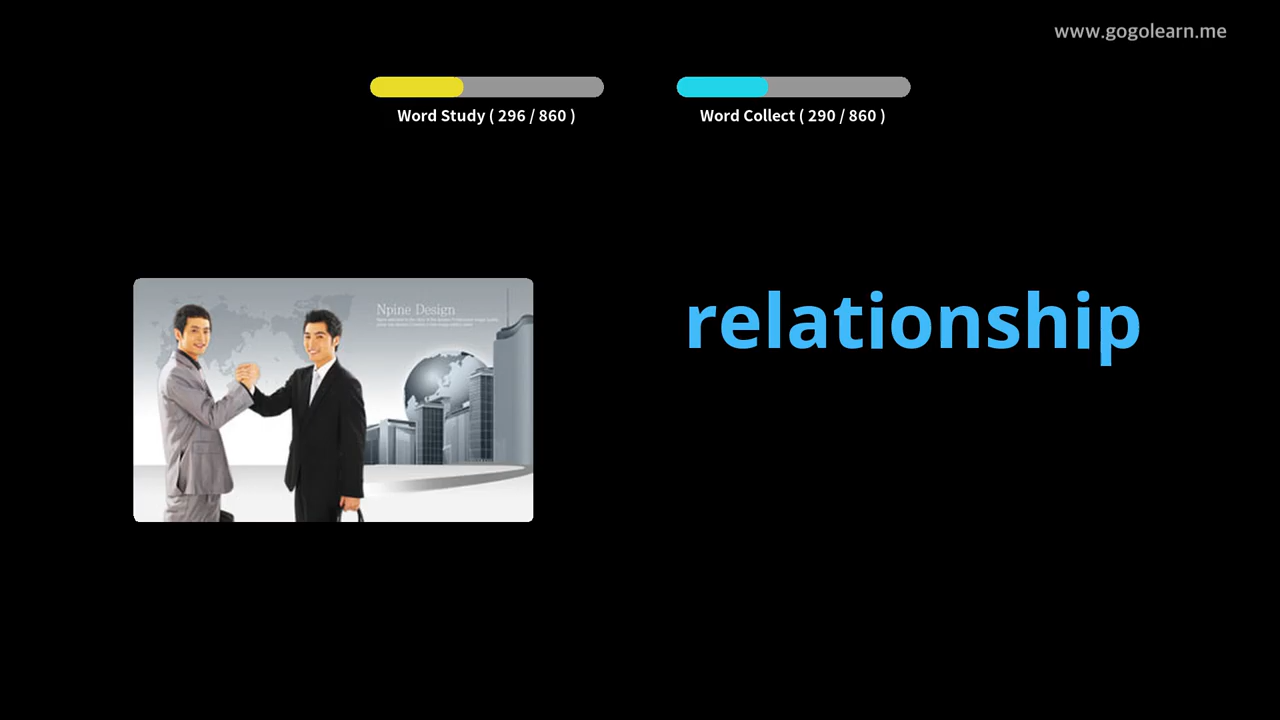 www.gogolearn.me
Word Study ( 296 / 860 )
Word Collect ( 290 / 860 )
Npine Design
relationship